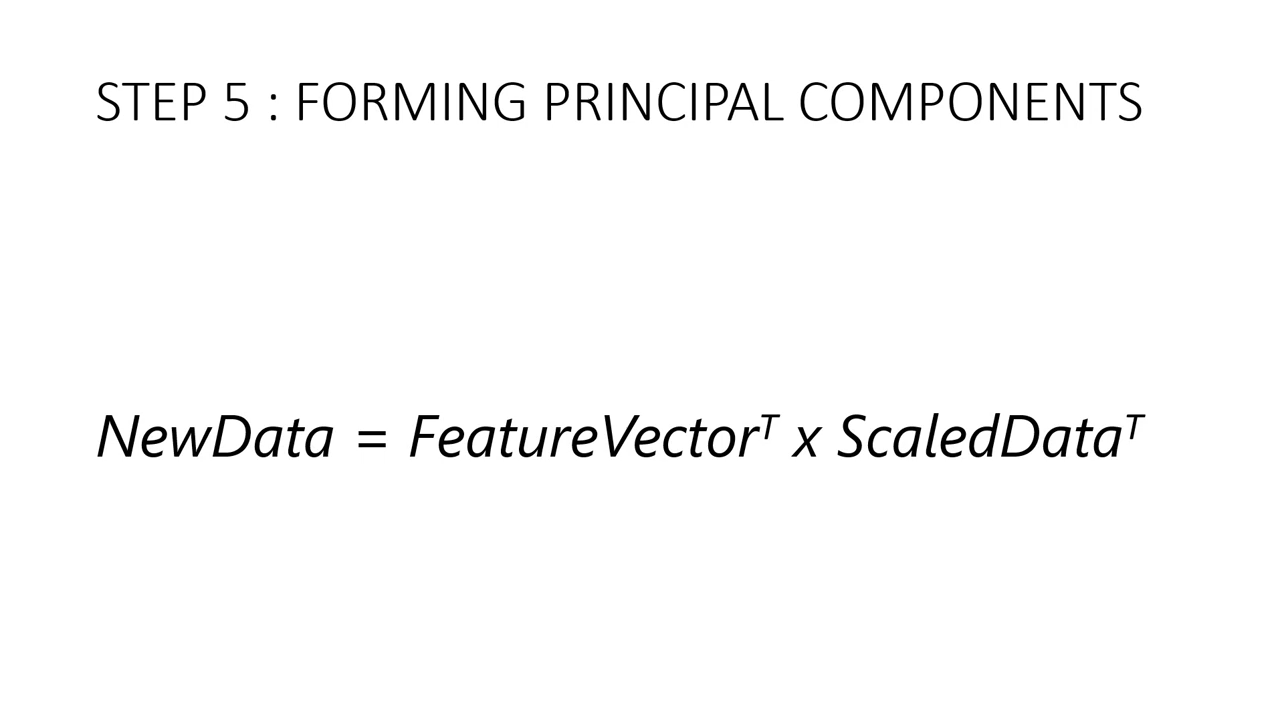 STEP 5 : FORMING PRINCIPAL COMPONENTS
NewData = FeatureVectorᵀ x ScaledDataᵀ